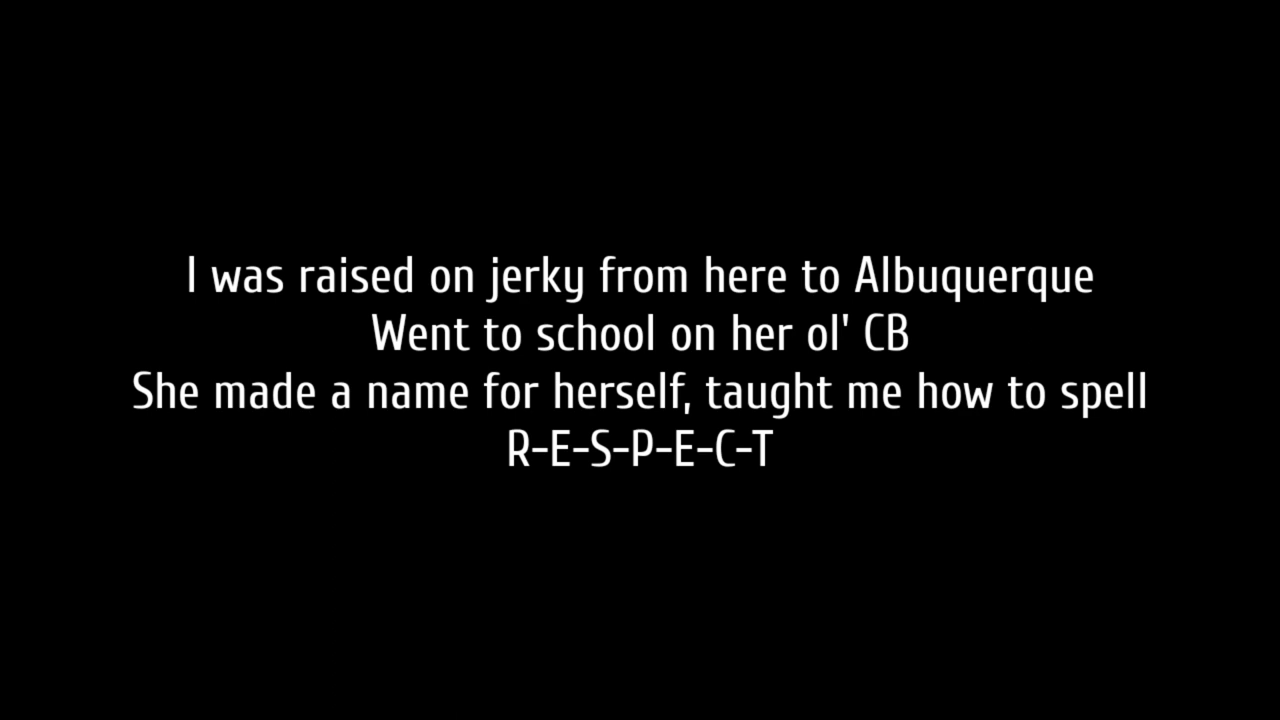 I was raised on jerky from here to Albuquerque
Went to school on her ol' CB
She made a name for herself, taught me how to spell
R-E-S-P-E-C-T